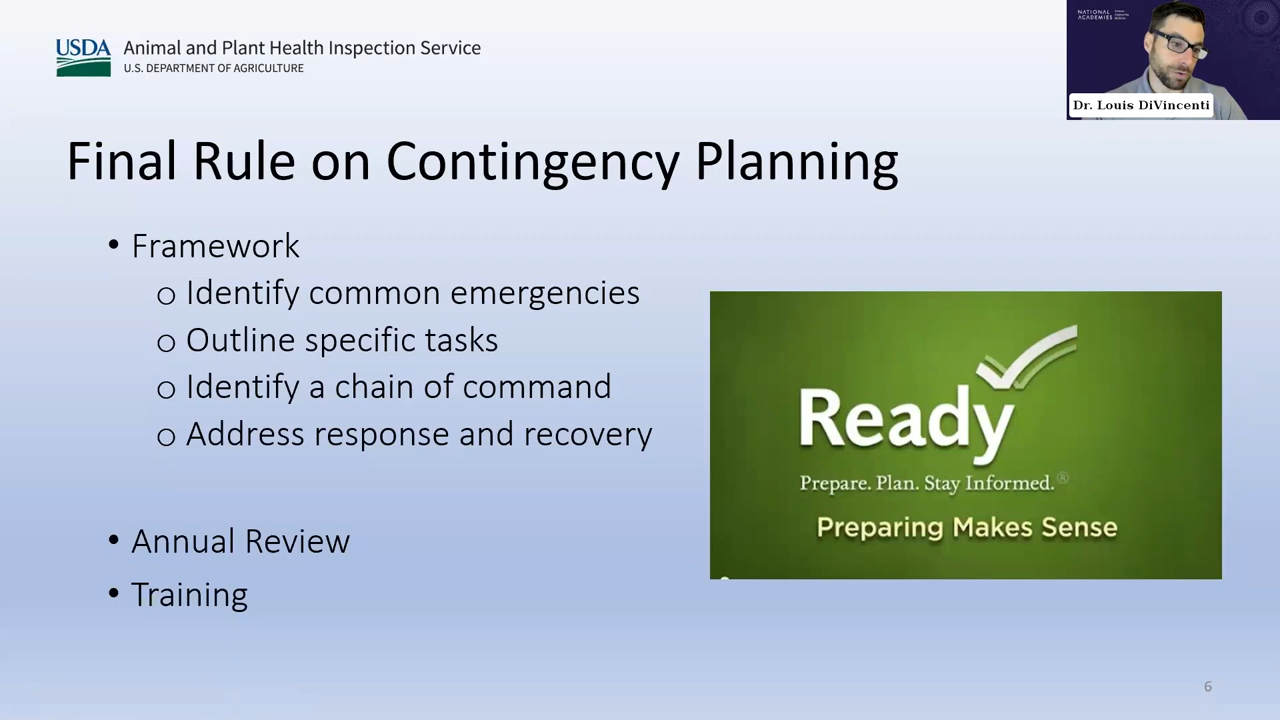 USDA Animal and Plant Health Inspection Service
U.S. DEPARTMENT OF AGRICULTURE
NATIONAL
ACADEMIES
Dr. Louis DiVincenti
Final Rule on Contingency Planning
• Framework
o Identify common emergencies
o Outline specific tasks
o Identify a chain of command
o Address response and recovery
• Annual Review
• Training
Ready
Prepare. Plan. Stay Informed.®
Preparing Makes Sense
6